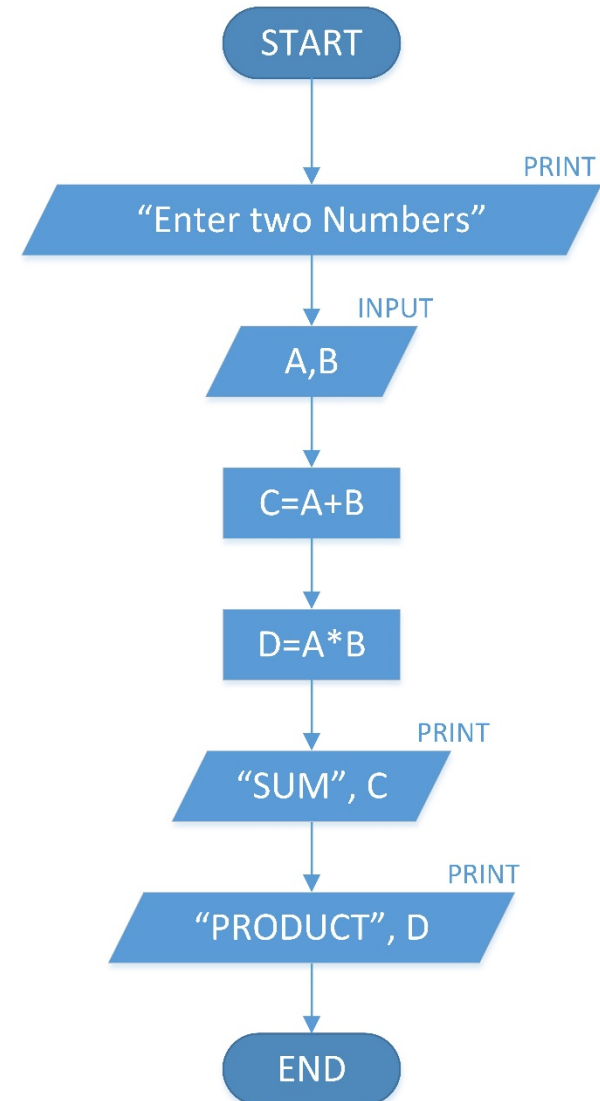 START
PRINT
“Enter two Numbers”
INPUT
A,B
C=A+B
D=A*B
PRINT
“SUM”, C
PRINT
“PRODUCT”, D
END